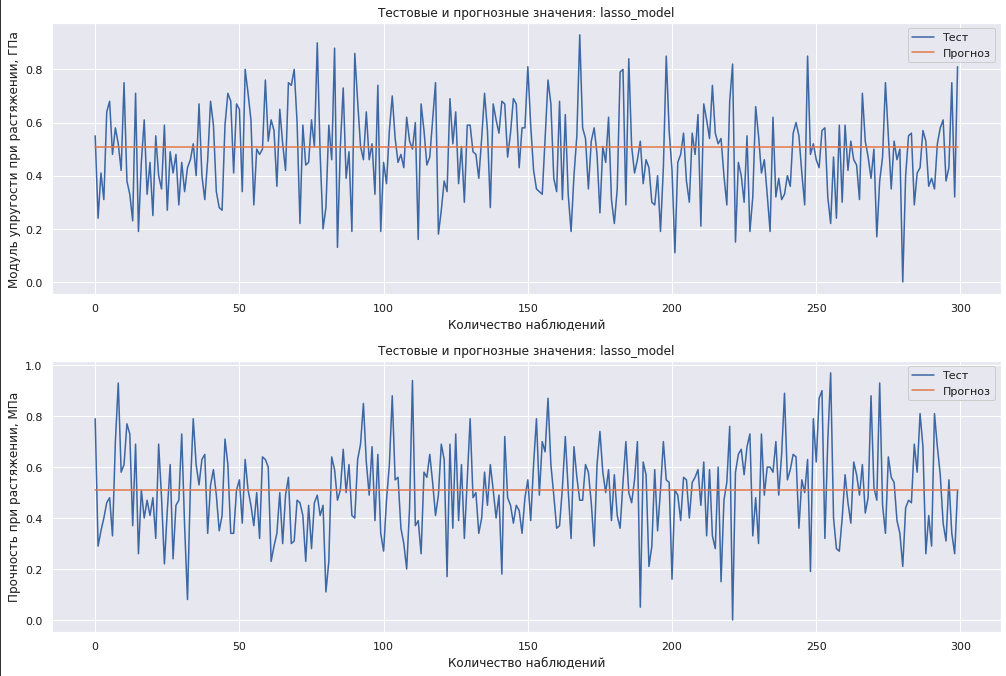 Тестовые и прогнозные значения: lasso_model
Модуль упругости при растяжении, ГПа
0.8
0.6
0.4
0.2
0.0
Тест
Прогноз
0 50 100 150 200 250 300
Количество наблюдений
Тестовые и прогнозные значения: lasso_model
Прочность при растяжении, МПа
1.0
0.8
0.6
0.4
0.2
0.0
Тест
Прогноз
0 50 100 150 200 250 300
Количество наблюдений